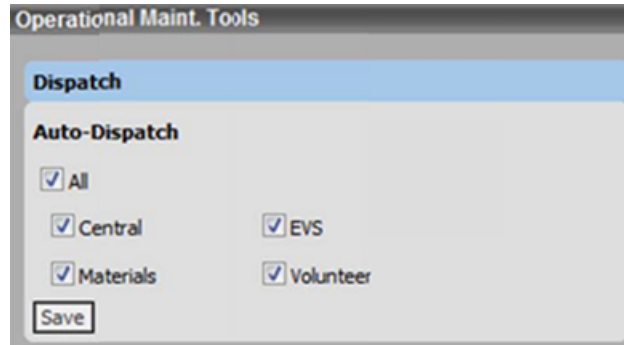 Operational Maint. Tools
Dispatch
Auto-Dispatch
All
Central EVS
Materials Volunteer
Save